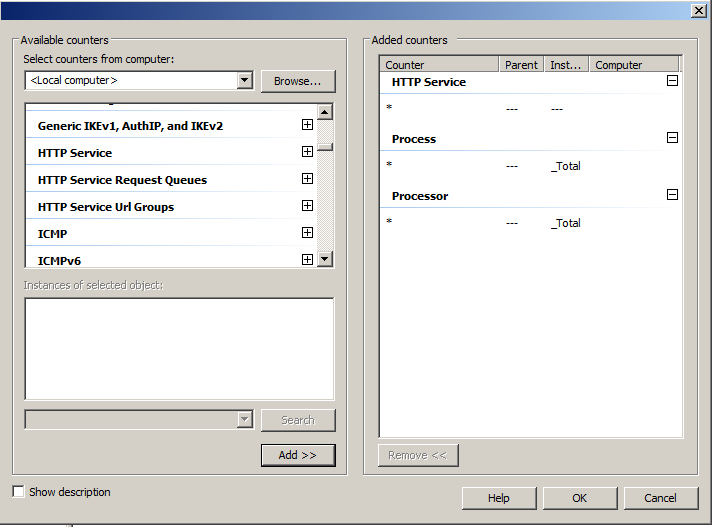 Available counters
Select counters from computer:
<Local computer>
Browse...
Generic IKEv1, AuthIP, and IKEv2
HTTP Service
HTTP Service Request Queues
HTTP Service Url Groups
ICMP
ICMPv6
Instances of selected object:
Search
Add >>
Show description
Added counters
Counter Parent Inst... Computer
HTTP Service
* --- ---
Process
* --- _Total
Processor
* --- _Total
Remove <<
Help OK Cancel